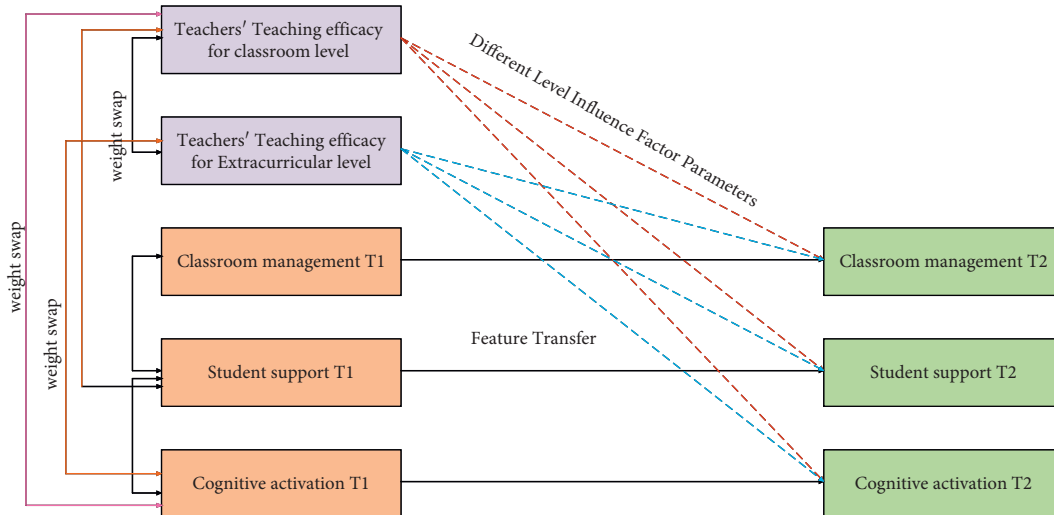 Teachers′ Teaching efficacy
for classroom level
Teachers′ Teaching efficacy
for Extracurricular level
Classroom management T1
Student support T1
Cognitive activation T1
weight swap
weight swap
weight swap
Different Level Influence Factor Parameters
Feature Transfer
Classroom management T2
Student support T2
Cognitive activation T2